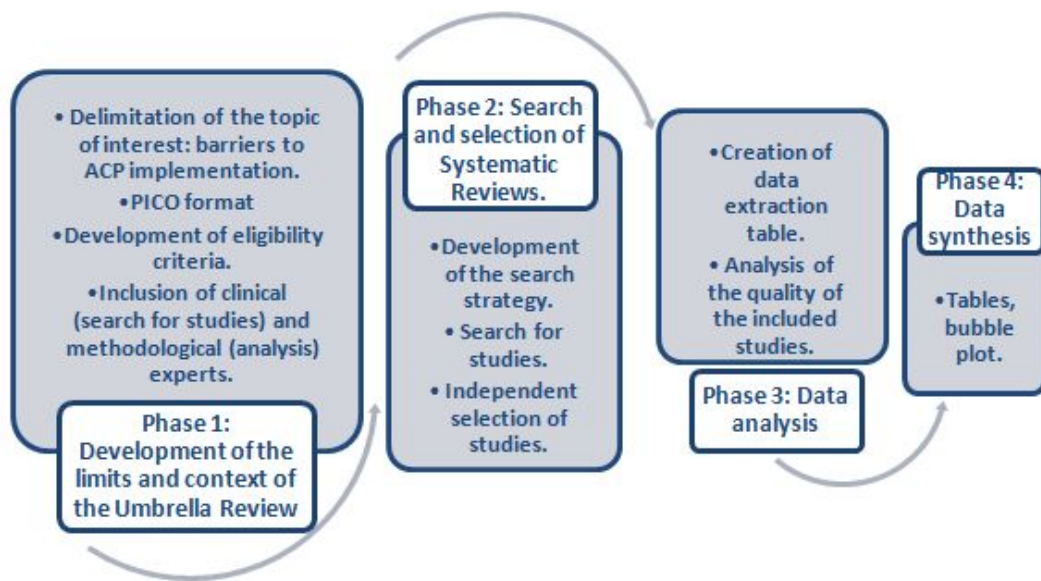 • Delimitation of the topic
of interest: barriers to
ACP implementation.
•PICO format
•Development of eligibility
criteria.
•Inclusion of clinical
(search for studies) and
methodological (analysis)
experts.
Phase 1:
Development of the
limits and context of
the Umbrella Review
Phase 2: Search
and selection of
Systematic
Reviews.
•Development
of the search
strategy.
• Search for
studies.
• Independent
selection of
studies.
•Creation of
data
extraction
table.
• Analysis of
the quality of
the included
studies.
Phase 3: Data
analysis
Phase 4:
Data
synthesis
• Tables,
bubble
plot.